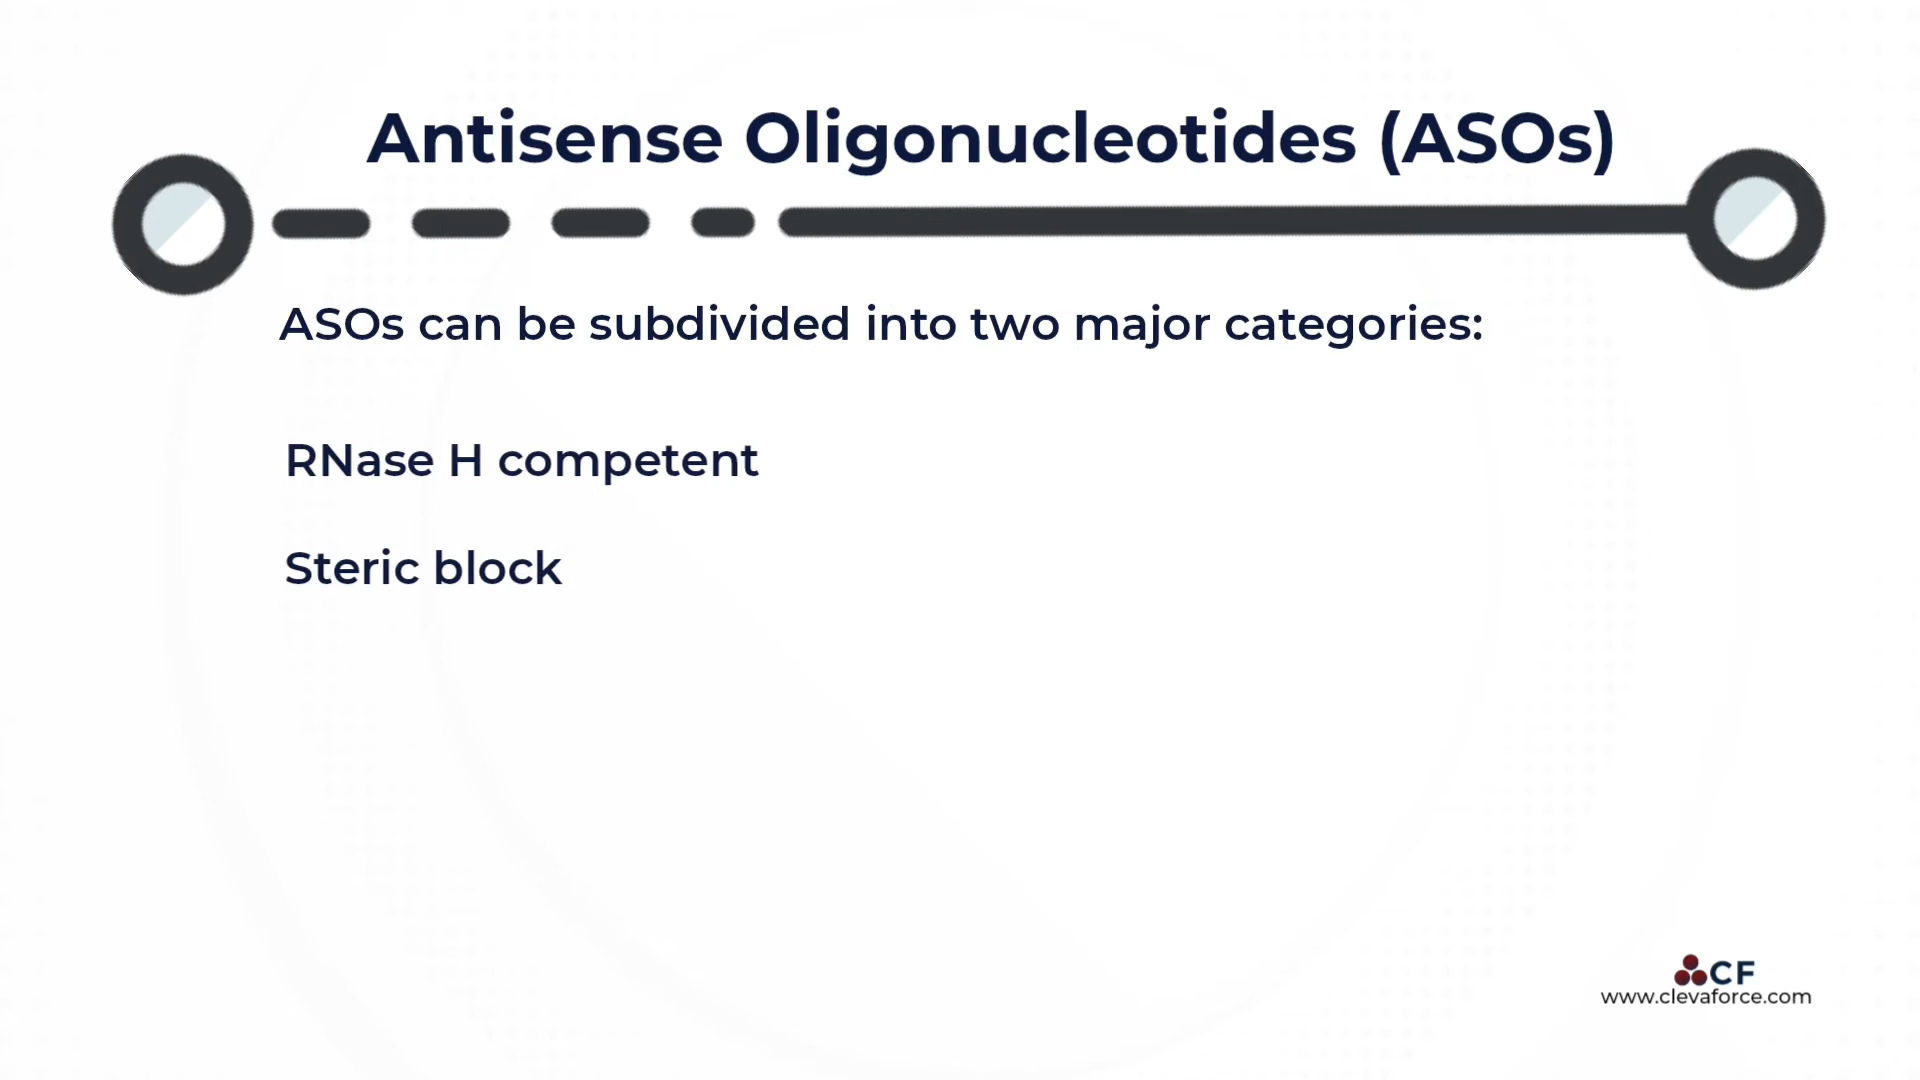 Antisense Oligonucleotides (ASOs)
ASOs can be subdivided into two major categories:
RNase H competent
Steric block
CF
www.clevaforce.com